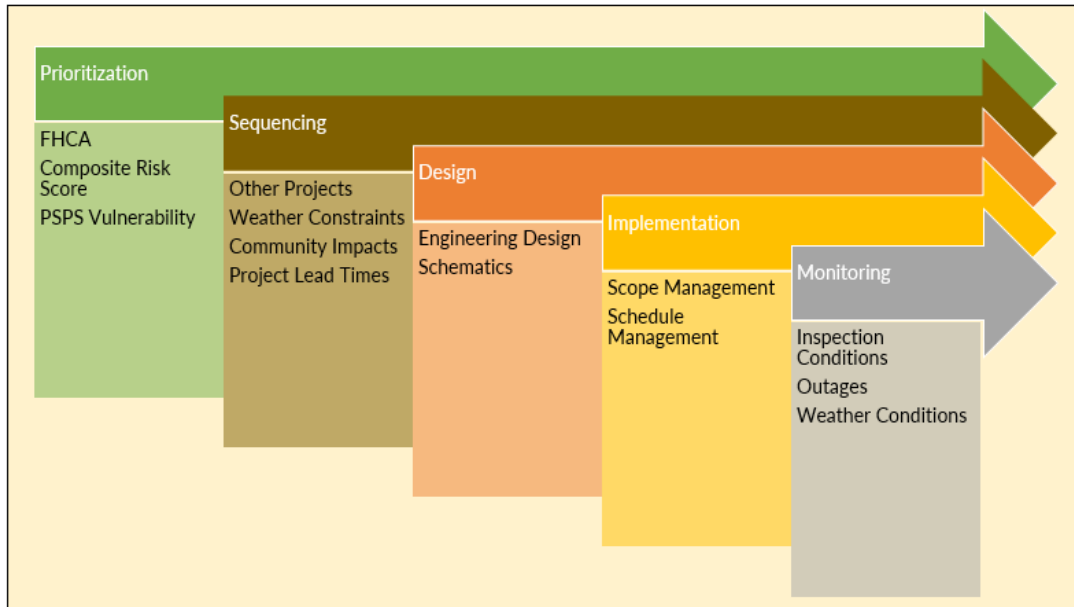 Prioritization
FHCA
Composite Risk
Score
PSPS Vulnerability
Sequencing
Other Projects
Weather Constraints
Community Impacts
Project Lead Times
Design
Engineering Design
Schematics
Implementation
Scope Management
Schedule
Management
Monitoring
Inspection
Conditions
Outages
Weather Conditions